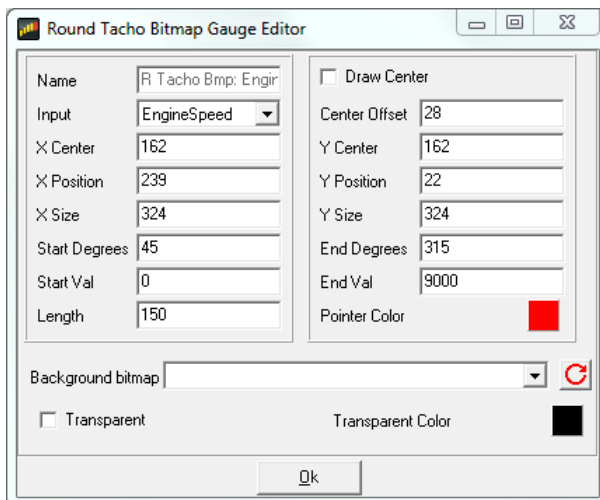 Round Tacho Bitmap Gauge Editor
Name R Tacho Bmp: Engir
Draw Center
Input EngineSpeed
Center Offset 28
X Center 162
Y Center 162
X Position 239
Y Position 22
X Size 324
Y Size 324
Start Degrees 45
End Degrees 315
Start Val 0
End Val 9000
Length 150
Pointer Color
Background bitmap
Transparent
Transparent Color
Ok